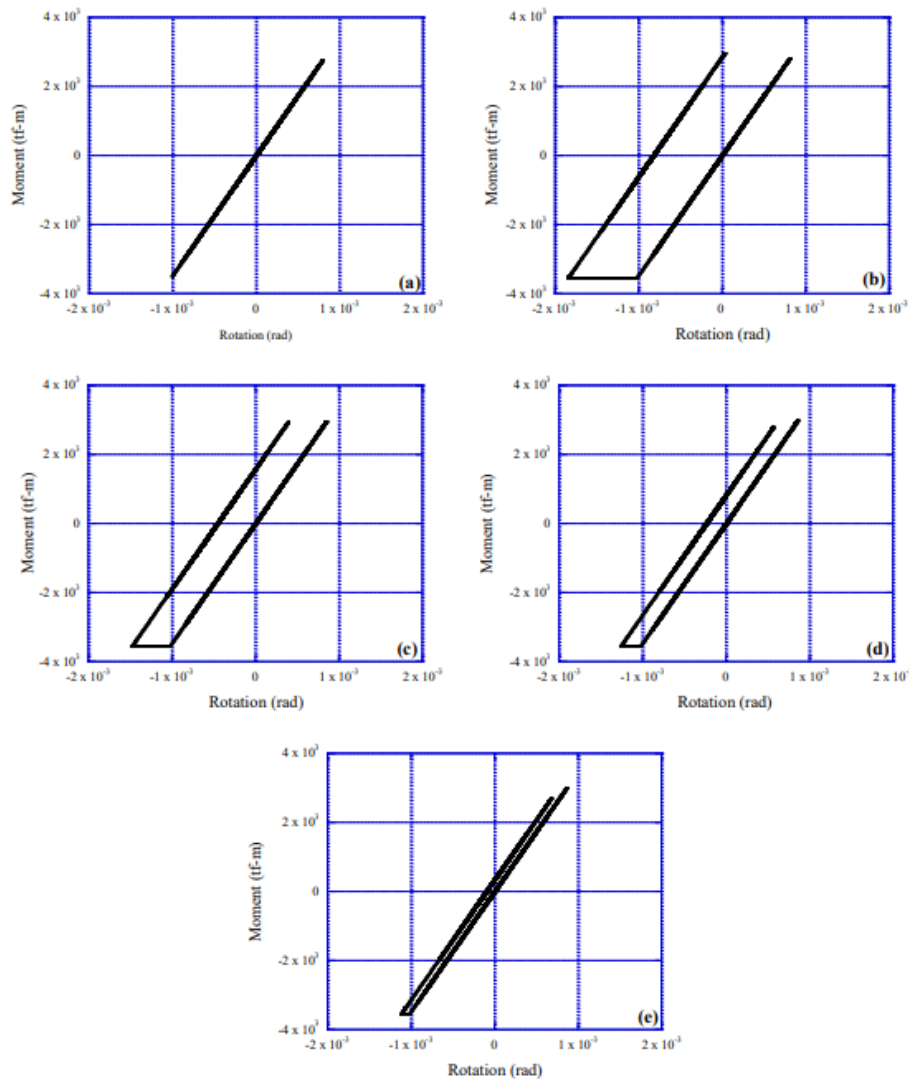 4 x 10³
2 x 10³
0
-2 x 10³
-4 x 10³
Moment (tf-m)
-2 x 10⁻³
-1 x 10⁻³
0
1 x 10⁻³
2 x 10⁻³
Rotation (rad)
(a)
4 x 10³
2 x 10³
0
-2 x 10³
-4 x 10³
Moment (tf-m)
-2 x 10⁻³
-1 x 10⁻³
0
1 x 10⁻³
2 x 10⁻³
Rotation (rad)
(b)
4 x 10³
2 x 10³
0
-2 x 10³
-4 x 10³
Moment (tf-m)
-2 x 10⁻³
-1 x 10⁻³
0
1 x 10⁻³
2 x 10⁻³
Rotation (rad)
(c)
4 x 10³
2 x 10³
0
-2 x 10³
-4 x 10³
Moment (tf-m)
-2 x 10⁻³
-1 x 10⁻³
0
1 x 10⁻³
2 x 10⁻
Rotation (rad)
(d)
4 x 10³
2 x 10³
0
-2 x 10³
-4 x 10³
Moment (tf-m)
-2 x 10⁻³
-1 x 10⁻³
0
1 x 10⁻³
2 x 10⁻³
Rotation (rad)
(e)